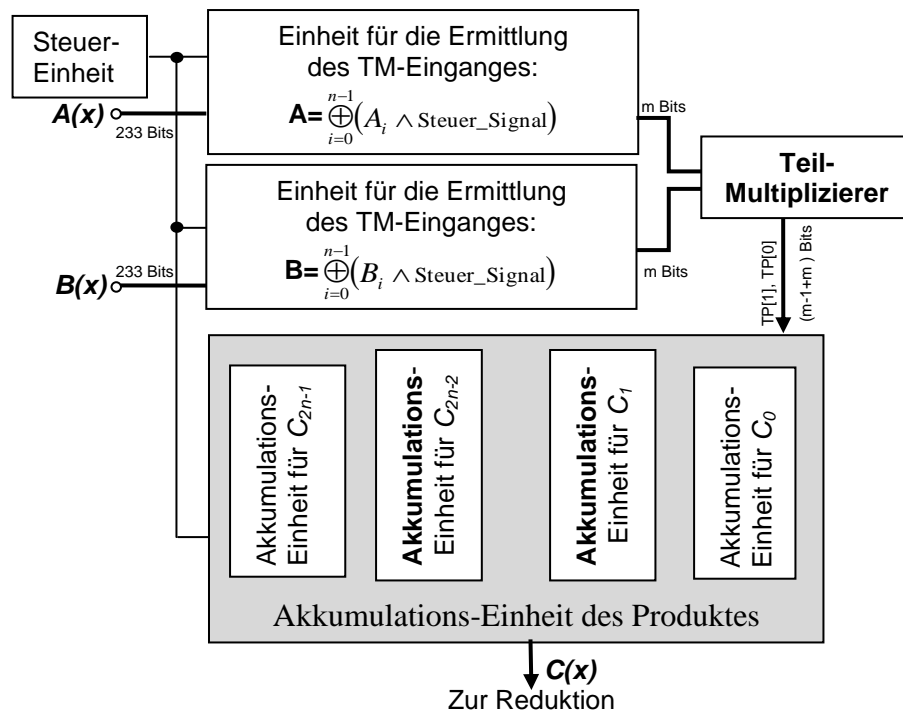 Steuer-
Einheit
A(x)
233 Bits
Einheit für die Ermittlung
des TM-Einganges:
A= ⊕_{i=0}^{n−1} (A_i ∧ Steuer_Signal)
m Bits
Einheit für die Ermittlung
des TM-Einganges:
B= ⊕_{i=0}^{n−1} (B_i ∧ Steuer_Signal)
B(x)
233 Bits
m Bits
Teil-
Multiplizierer
TP[1], TP[0]
(m-1+m ) Bits
Akkumulations-
Einheit für C_{2n-1}
Akkumulations-
Einheit für C_{2n-2}
Akkumulations-
Einheit für C_1
Akkumulations-
Einheit für C_0
Akkumulations-Einheit des Produktes
C(x)
Zur Reduktion